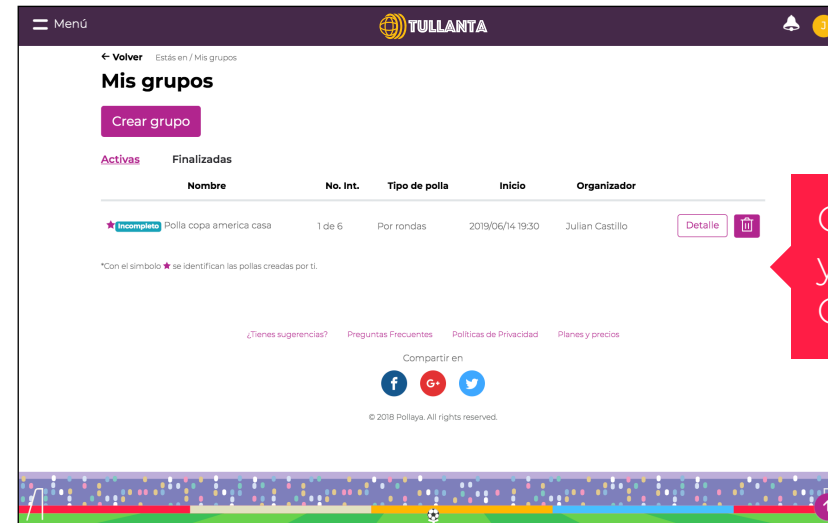 Menú
TULLANTA
J
← Volver Estás en / Mis grupos
Mis grupos
Crear grupo
Activas Finalizadas
Nombre No. Int. Tipo de polla Inicio Organizador
Incompleto Polla copa america casa 1 de 6 Por rondas 2019/06/14 19:30 Julian Castillo Detalle
*Con el simbolo ★ se identifican las pollas creadas por ti.
¿Tienes sugerencias? Preguntas Frecuentes Políticas de Privacidad Planes y precios
Compartir en
f G+
© 2018 Pollaya. All rights reserved.